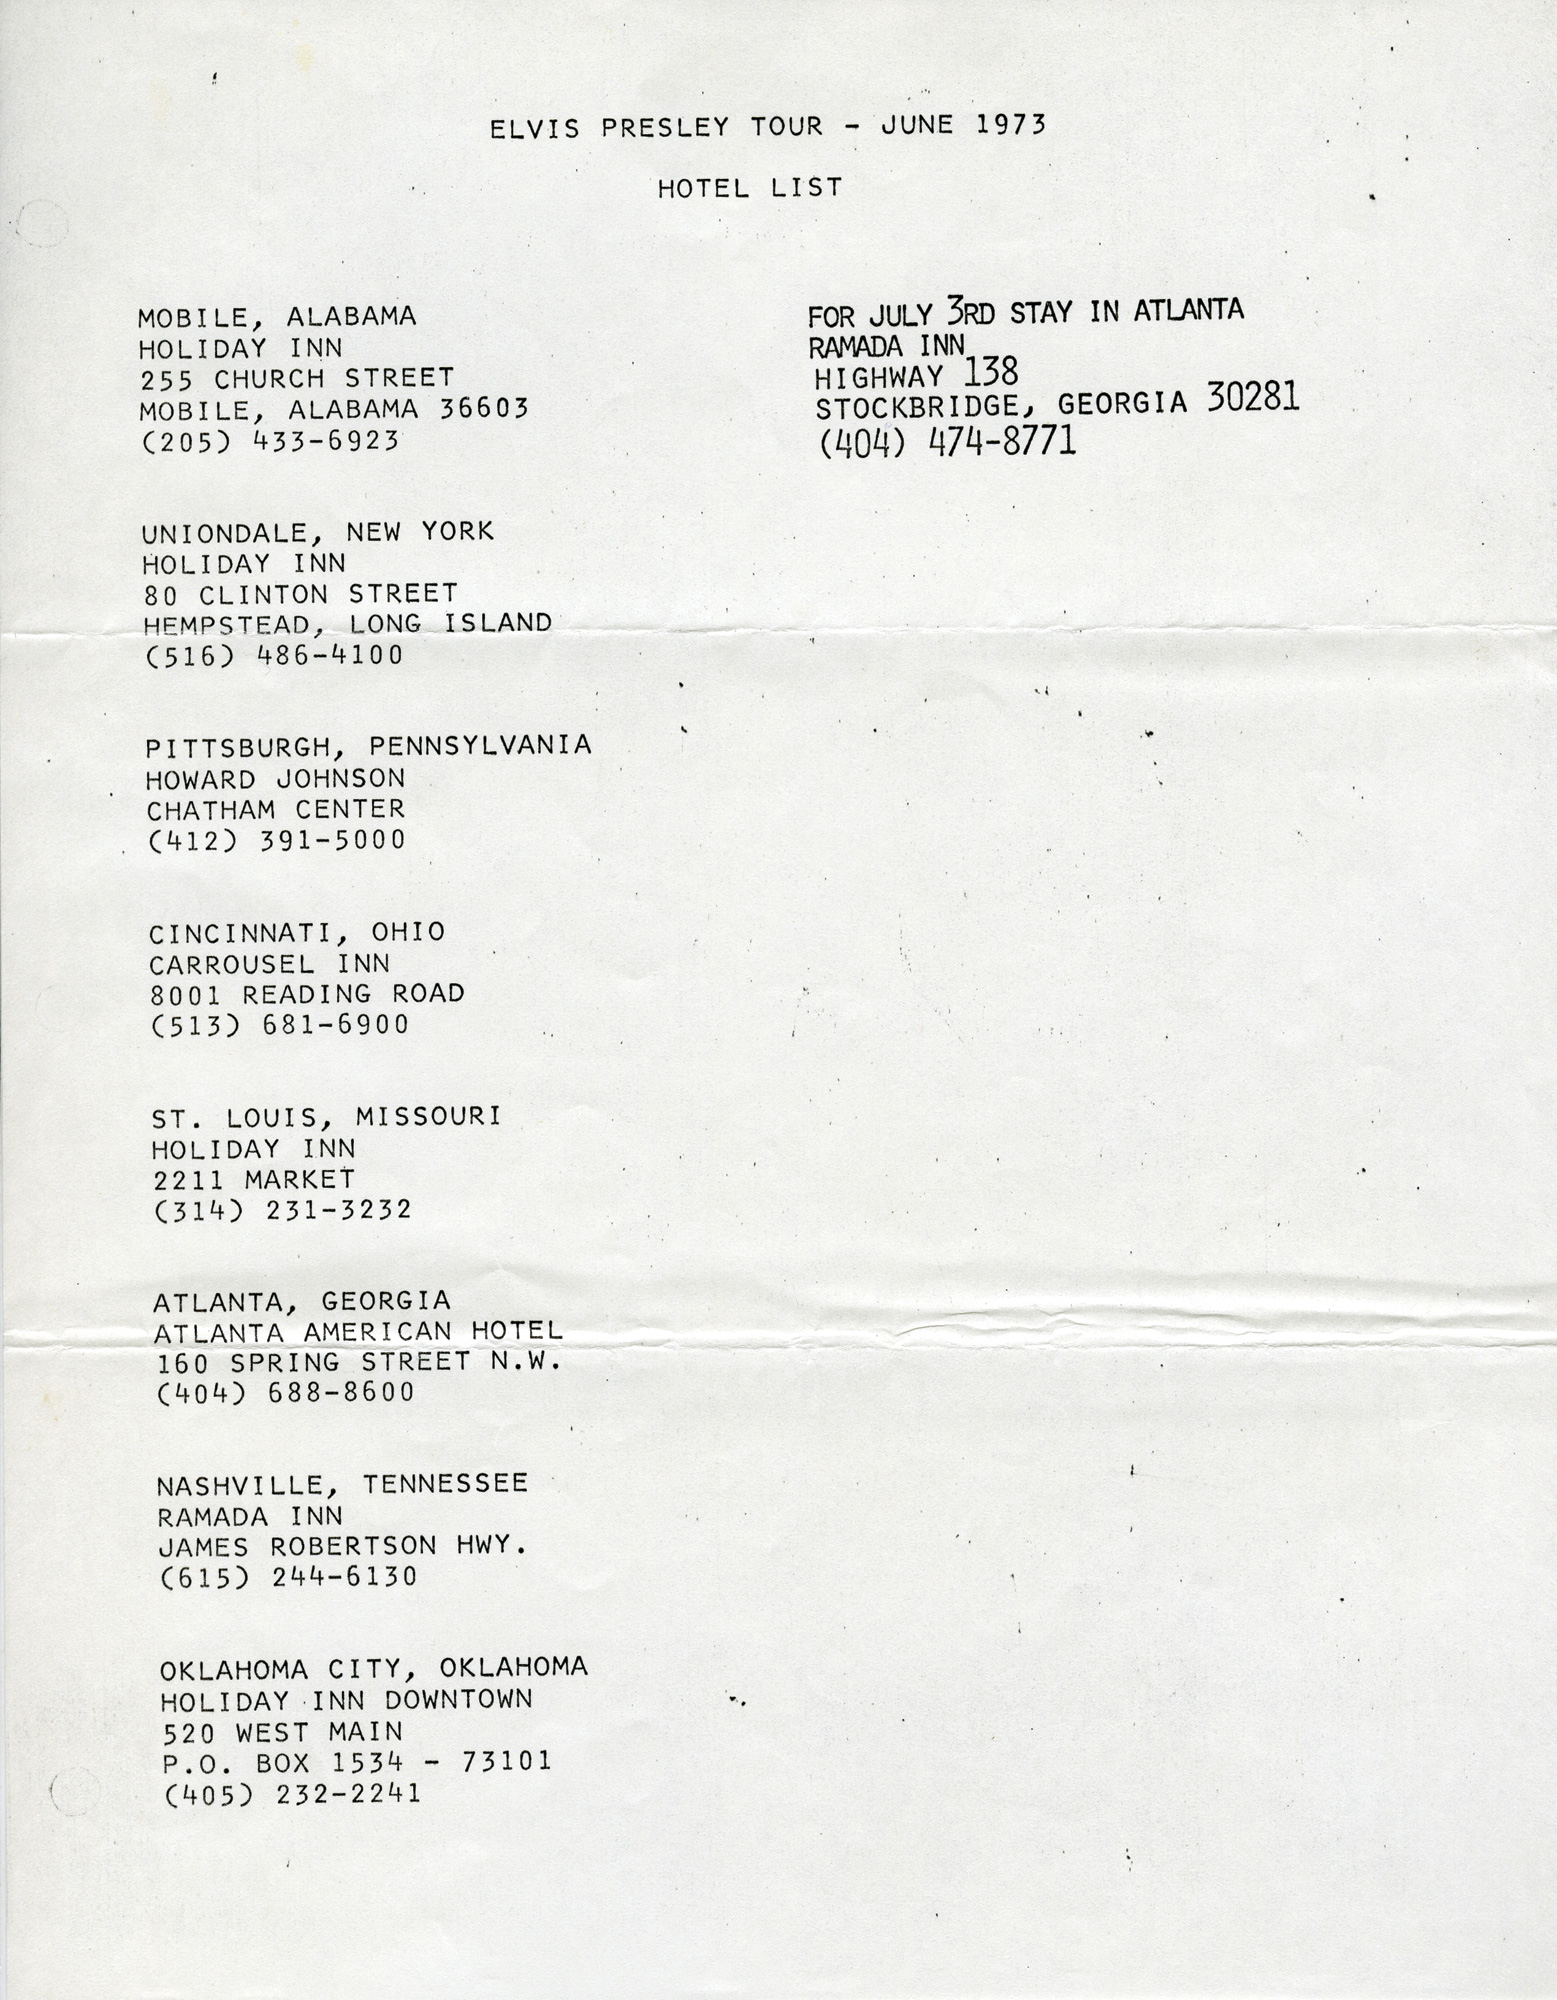 ELVIS PRESLEY TOUR - JUNE 1973
HOTEL LIST
MOBILE, ALABAMA
HOLIDAY INN
255 CHURCH STREET
MOBILE, ALABAMA 36603
(205) 433-6923
UNIONDALE, NEW YORK
HOLIDAY INN
80 CLINTON STREET
HEMPSTEAD, LONG ISLAND
(516) 486-4100
PITTSBURGH, PENNSYLVANIA
HOWARD JOHNSON
CHATHAM CENTER
(412) 391-5000
CINCINNATI, OHIO
CARROUSEL INN
8001 READING ROAD
(513) 681-6900
ST. LOUIS, MISSOURI
HOLIDAY INN
2211 MARKET
(314) 231-3232
ATLANTA, GEORGIA
ATLANTA AMERICAN HOTEL
160 SPRING STREET N.W.
(404) 688-8600
NASHVILLE, TENNESSEE
RAMADA INN
JAMES ROBERTSON HWY.
(615) 244-6130
OKLAHOMA CITY, OKLAHOMA
HOLIDAY INN DOWNTOWN
520 WEST MAIN
P.O. BOX 1534 - 73101
(405) 232-2241
FOR JULY 3RD STAY IN ATLANTA
RAMADA INN
HIGHWAY 138
STOCKBRIDGE, GEORGIA 30281
(404) 474-8771